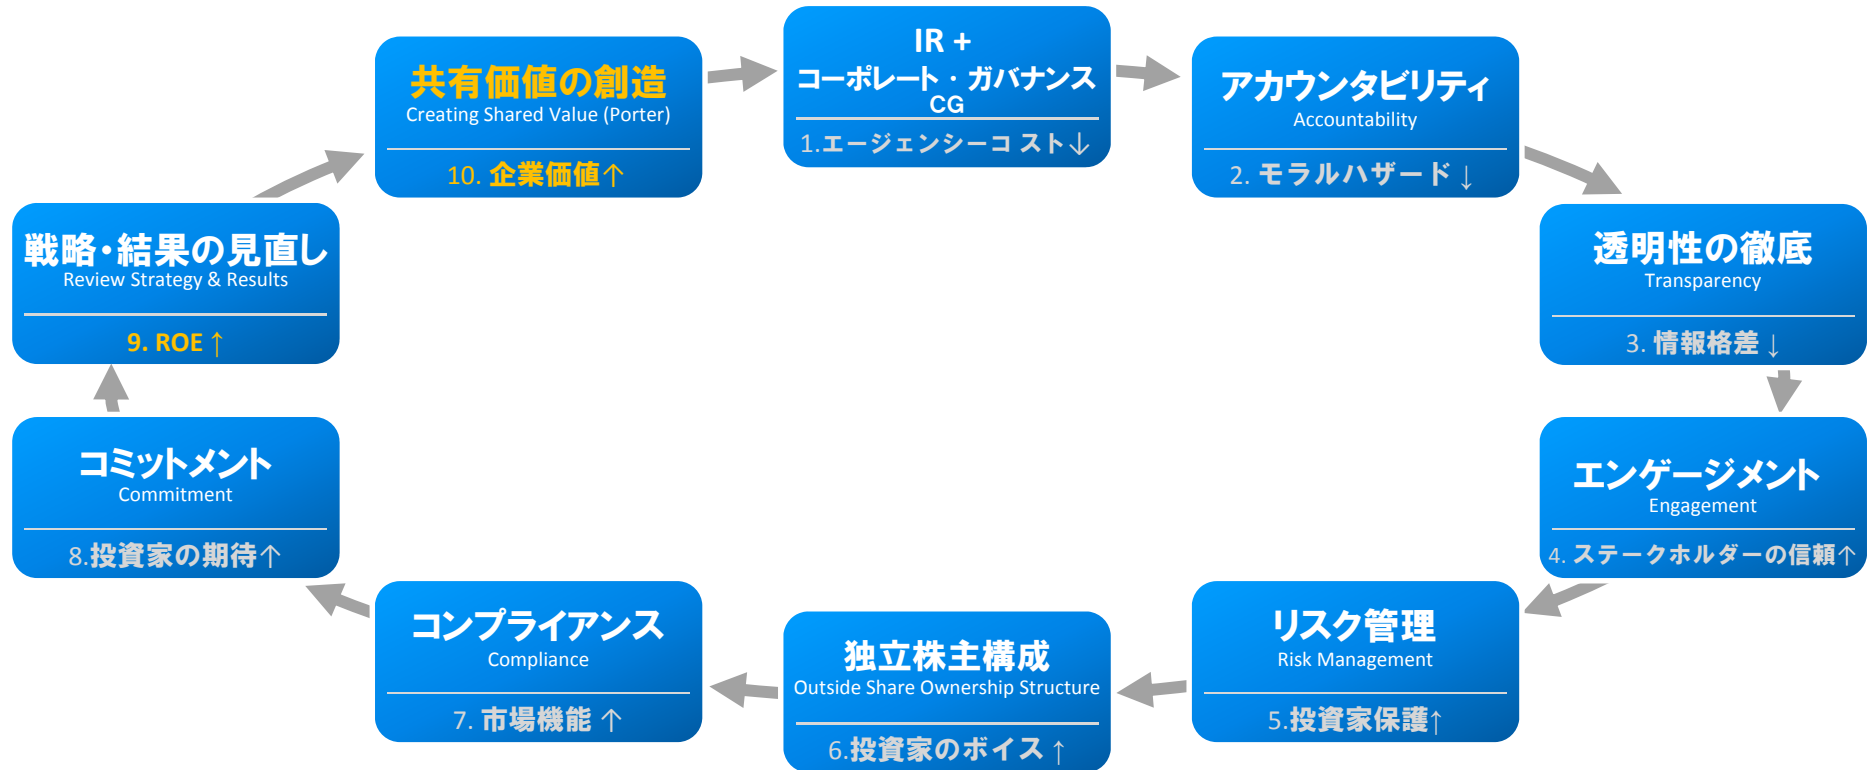 IR +
コーポレート・ガバナンス
CG
1.エージェンシーコスト↓
アカウンタビリティ
Accountability
2. モラルハザード ↓
透明性の徹底
Transparency
3. 情報格差 ↓
エンゲージメント
Engagement
4. ステークホルダーの信頼↑
リスク管理
Risk Management
5.投資家保護↑
独立株主構成
Outside Share Ownership Structure
6.投資家のボイス ↑
コンプライアンス
Compliance
7. 市場機能 ↑
コミットメント
Commitment
8.投資家の期待↑
戦略・結果の見直し
Review Strategy & Results
9. ROE ↑
共有価値の創造
Creating Shared Value (Porter)
10. 企業価値↑